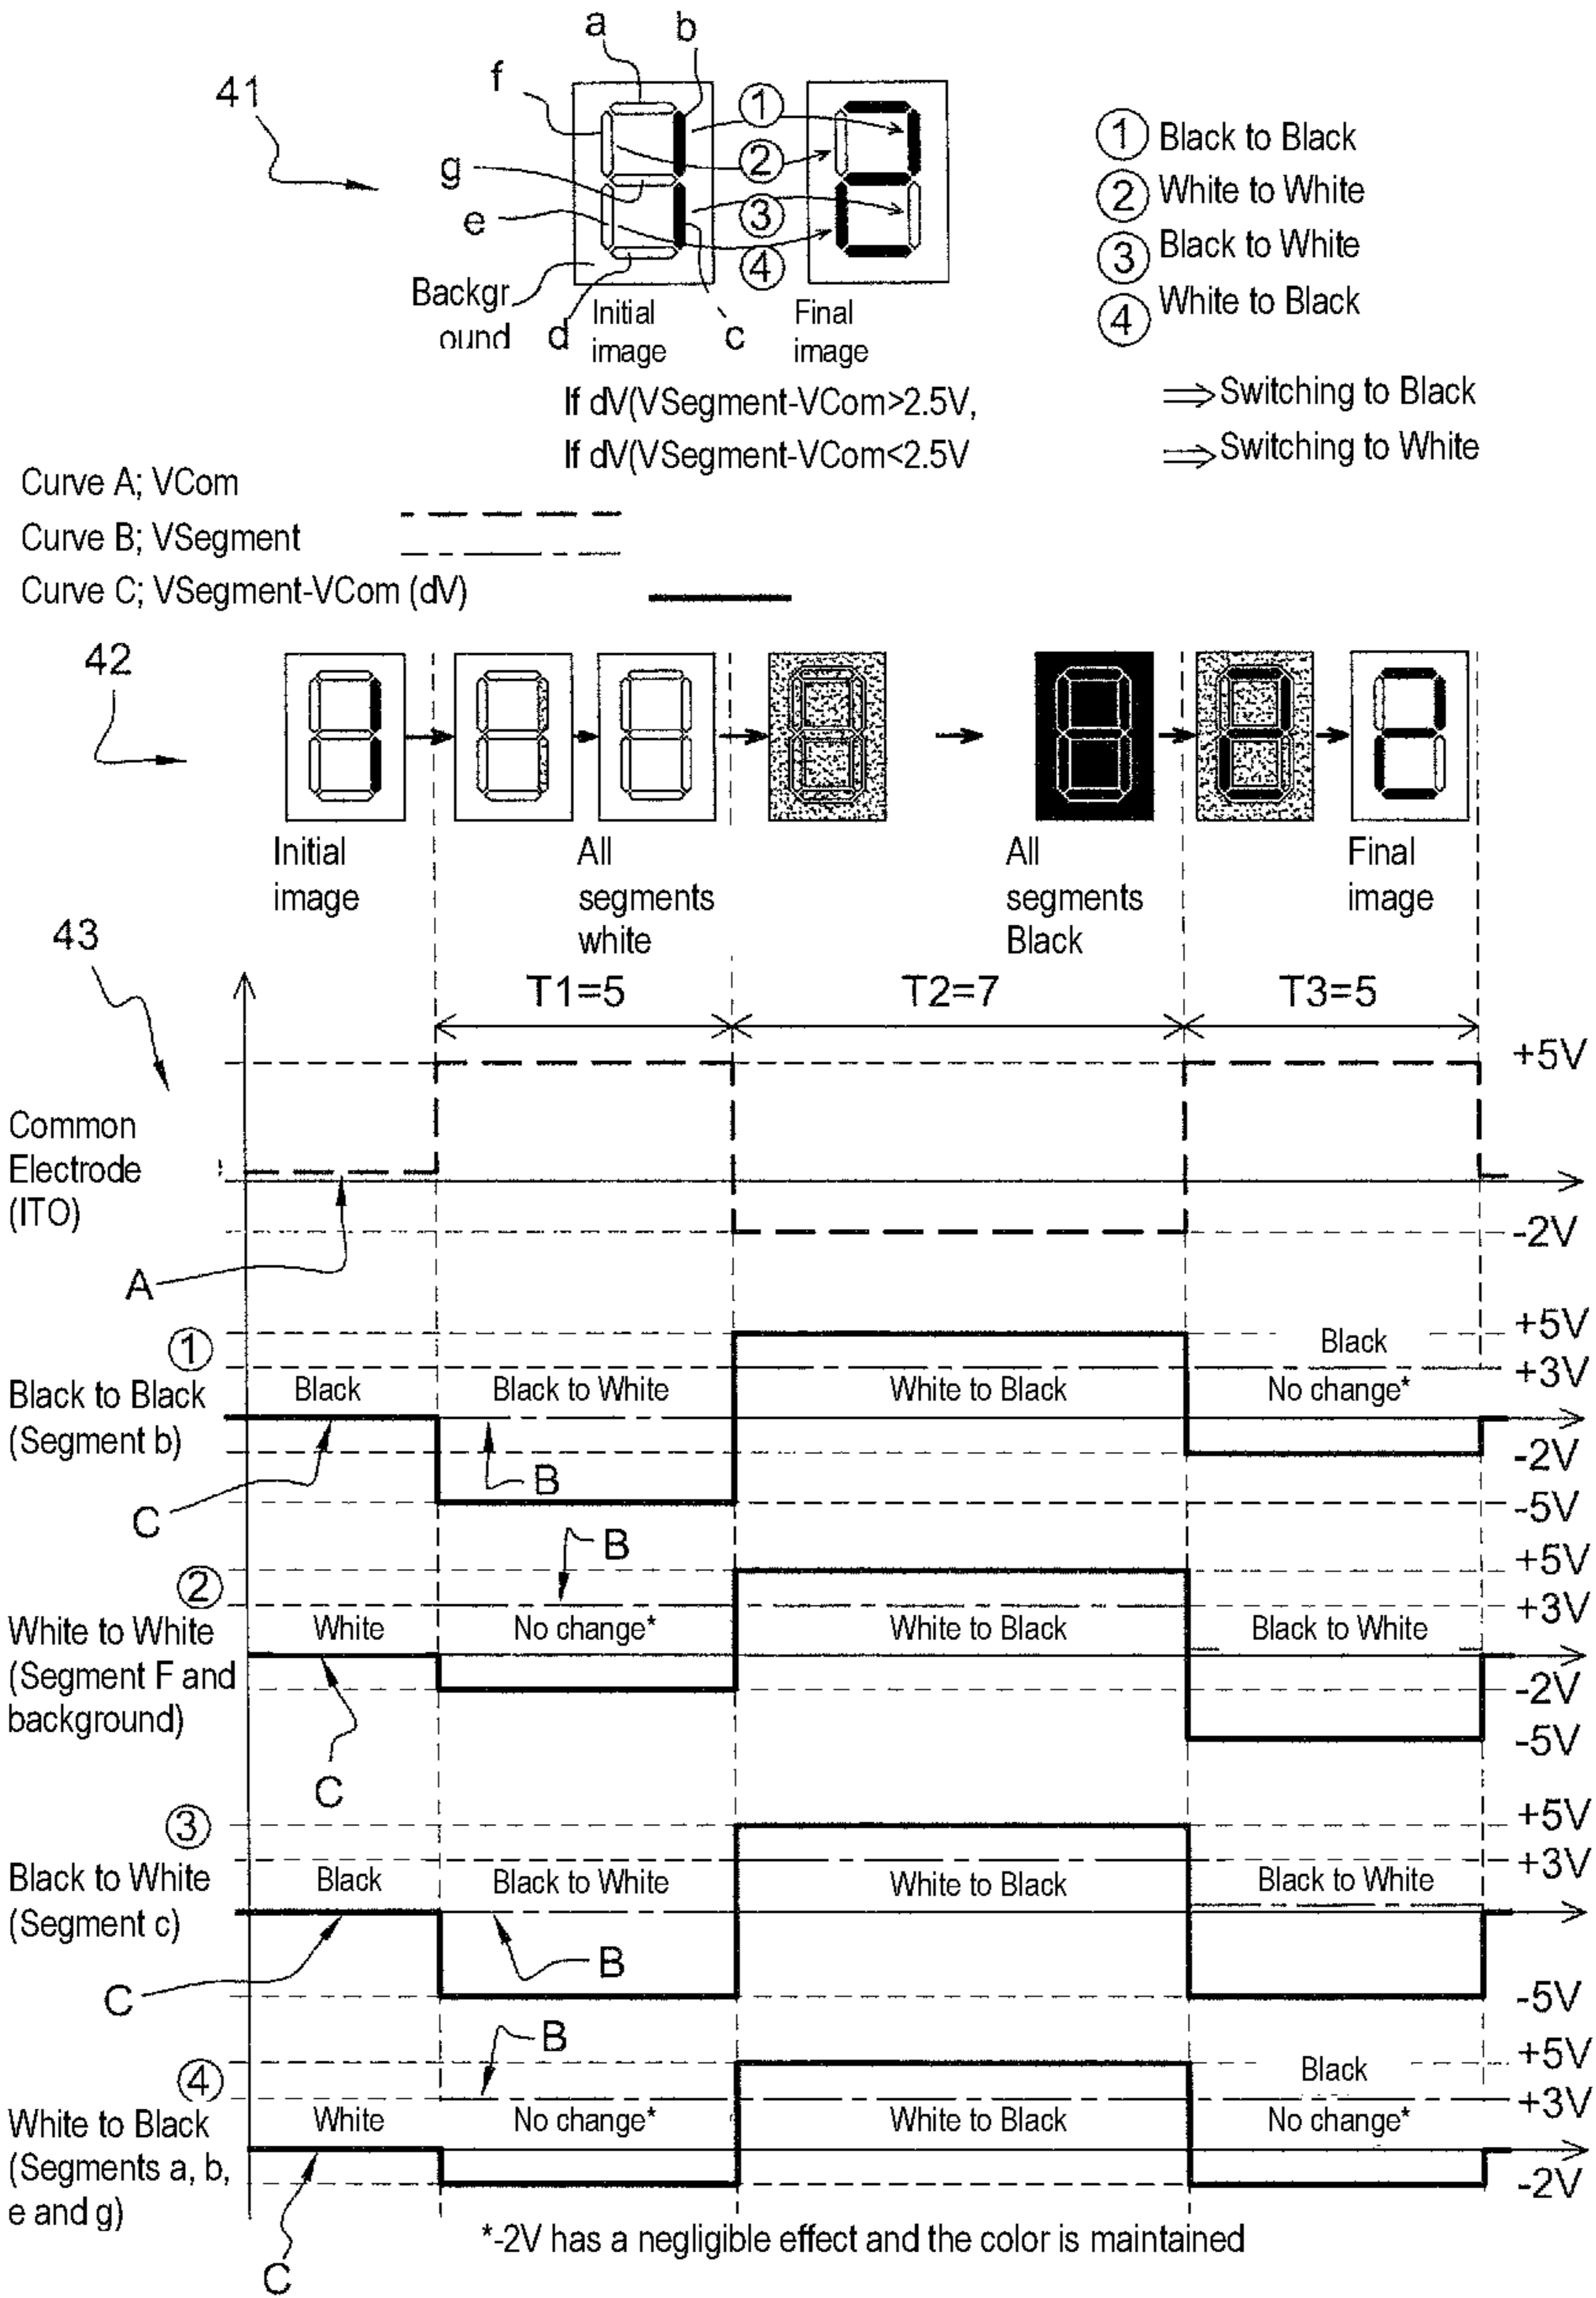 a
b
f
41
g
e
1
2
3
4
Backgr
ound
d
Initial
image
c
Final
image
1 Black to Black
2 White to White
3 Black to White
4 White to Black
If dV(VSegment-VCom>2.5V,
⇒ Switching to Black
If dV(VSegment-VCom<2.5V
⇒ Switching to White
Curve A; VCom
Curve B; VSegment
Curve C; VSegment-VCom (dV)
42
Initial
image
All
segments
white
All
segments
Black
Final
image
43
T1=5
T2=7
T3=5
+5V
Common
Electrode
(ITO)
-2V
A
1
Black to Black
(Segment b)
Black
Black to White
White to Black
Black
No change*
+5V
+3V
-2V
-5V
B
C
2
White to White
(Segment F and
background)
White
No change*
White to Black
Black to White
B
+5V
+3V
-2V
-5V
C
3
Black to White
(Segment c)
Black
Black to White
White to Black
Black to White
+5V
+3V
-5V
B
C
4
White to Black
(Segments a, b,
e and g)
White
No change*
White to Black
Black
No change*
B
+5V
+3V
-2V
C
*-2V has a negligible effect and the color is maintained